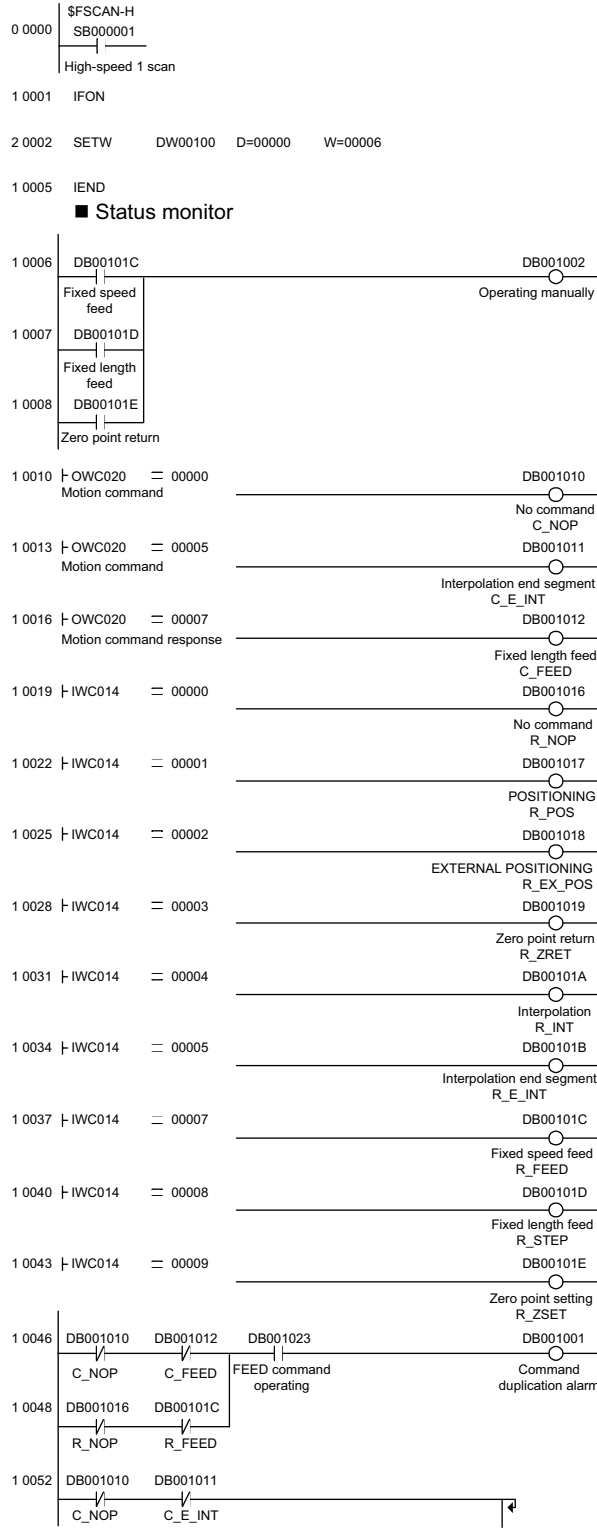 $FSCAN-H
0 0000 SB000001
High-speed 1 scan
1 0001 IFON
2 0002 SETW DW00100 D=00000 W=00006
1 0005 IEND
■ Status monitor
1 0006 DB00101C DB001002
Fixed speed feed Operating manually
1 0007 DB00101D
Fixed length feed
1 0008 DB00101E
Zero point return
1 0010 OWC020 = 00000 DB001010
Motion command
No command
C_NOP
1 0013 OWC020 = 00005 DB001011
Motion command
Interpolation end segment
C_E_INT
1 0016 OWC020 = 00007 DB001012
Motion command response
Fixed length feed
C_FEED
1 0019 IWC014 = 00000 DB001016
No command
R_NOP
1 0022 IWC014 = 00001 DB001017
POSITIONING
R_POS
1 0025 IWC014 = 00002 DB001018
EXTERNAL POSITIONING
R_EX_POS
1 0028 IWC014 = 00003 DB001019
Zero point return
R_ZRET
1 0031 IWC014 = 00004 DB00101A
Interpolation
R_INT
1 0034 IWC014 = 00005 DB00101B
Interpolation end segment
R_E_INT
1 0037 IWC014 = 00007 DB00101C
Fixed speed feed
R_FEED
1 0040 IWC014 = 00008 DB00101D
Fixed length feed
R_STEP
1 0043 IWC014 = 00009 DB00101E
Zero point setting
R_ZSET
1 0046 DB001010 DB001012 DB001023 DB001001
C_NOP C_FEED FEED command operating Command duplication alarm
1 0048 DB001016 DB00101C
R_NOP R_FEED
1 0052 DB001010 DB001011
C_NOP C_E_INT